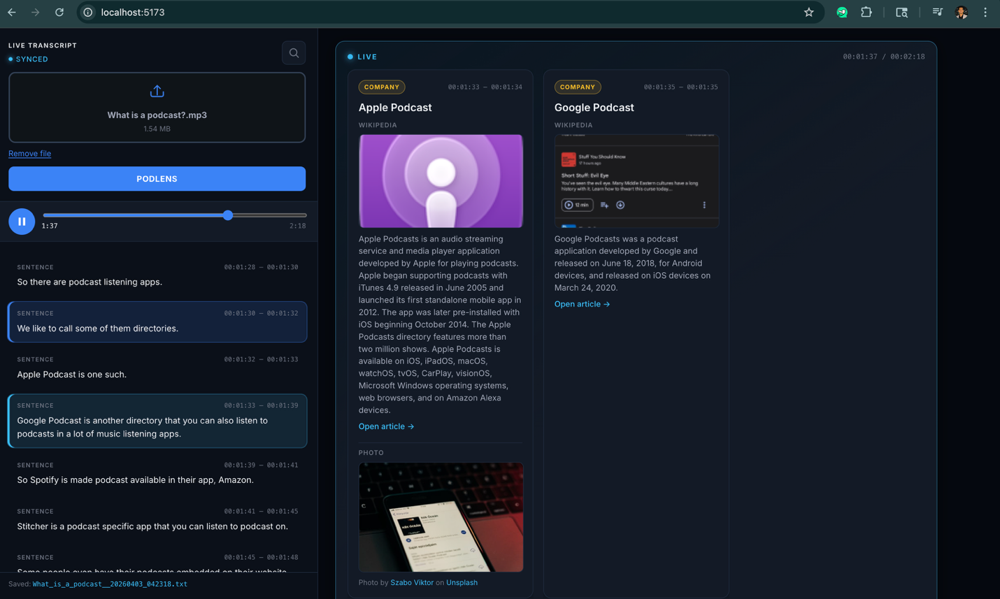 localhost:5173
LIVE TRANSCRIPT
SYNCED
What is a podcast?.mp3
1.54 MB
Remove file
PODLENS
1:37
2:18
SENTENCE
00:01:28 — 00:01:30
So there are podcast listening apps.
SENTENCE
00:01:30 — 00:01:32
We like to call some of them directories.
SENTENCE
00:01:32 — 00:01:33
Apple Podcast is one such.
SENTENCE
00:01:33 — 00:01:39
Google Podcast is another directory that you can also listen to
podcasts in a lot of music listening apps.
SENTENCE
00:01:39 — 00:01:41
So Spotify is made podcast available in their app, Amazon.
SENTENCE
00:01:41 — 00:01:45
Stitcher is a podcast specific app that you can listen to podcast on.
SENTENCE
00:01:45 — 00:01:48
Some people even have their podcasts embedded on their website
Saved: What_is_a_podcast__20260403_042318.txt
LIVE
00:01:37 / 00:02:18
COMPANY
00:01:33 — 00:01:34
Apple Podcast
WIKIPEDIA
Apple Podcasts is an audio streaming
service and media player application
developed by Apple for playing podcasts.
Apple began supporting podcasts with
iTunes 4.9 released in June 2005 and
launched its first standalone mobile app in
2012. The app was later pre-installed with
iOS beginning October 2014. The Apple
Podcasts directory features more than
two million shows. Apple Podcasts is
available on iOS, iPadOS, macOS,
watchOS, tvOS, CarPlay, visionOS,
Microsoft Windows operating systems,
web browsers, and on Amazon Alexa
devices.
Open article →
PHOTO
Photo by Szabo Viktor on Unsplash
COMPANY
00:01:35 — 00:01:35
Google Podcast
WIKIPEDIA
Stuff You Should Know
17 hours ago
Short Stuff: Evil Eye
You've seen the evil eye. Many Middle Eastern cultures have a long
history with it. Learn how to thwart this curse today...
12 min
Google Podcasts was a podcast
application developed by Google and
released on June 18, 2018, for Android
devices, and released on iOS devices on
March 24, 2020.
Open article →